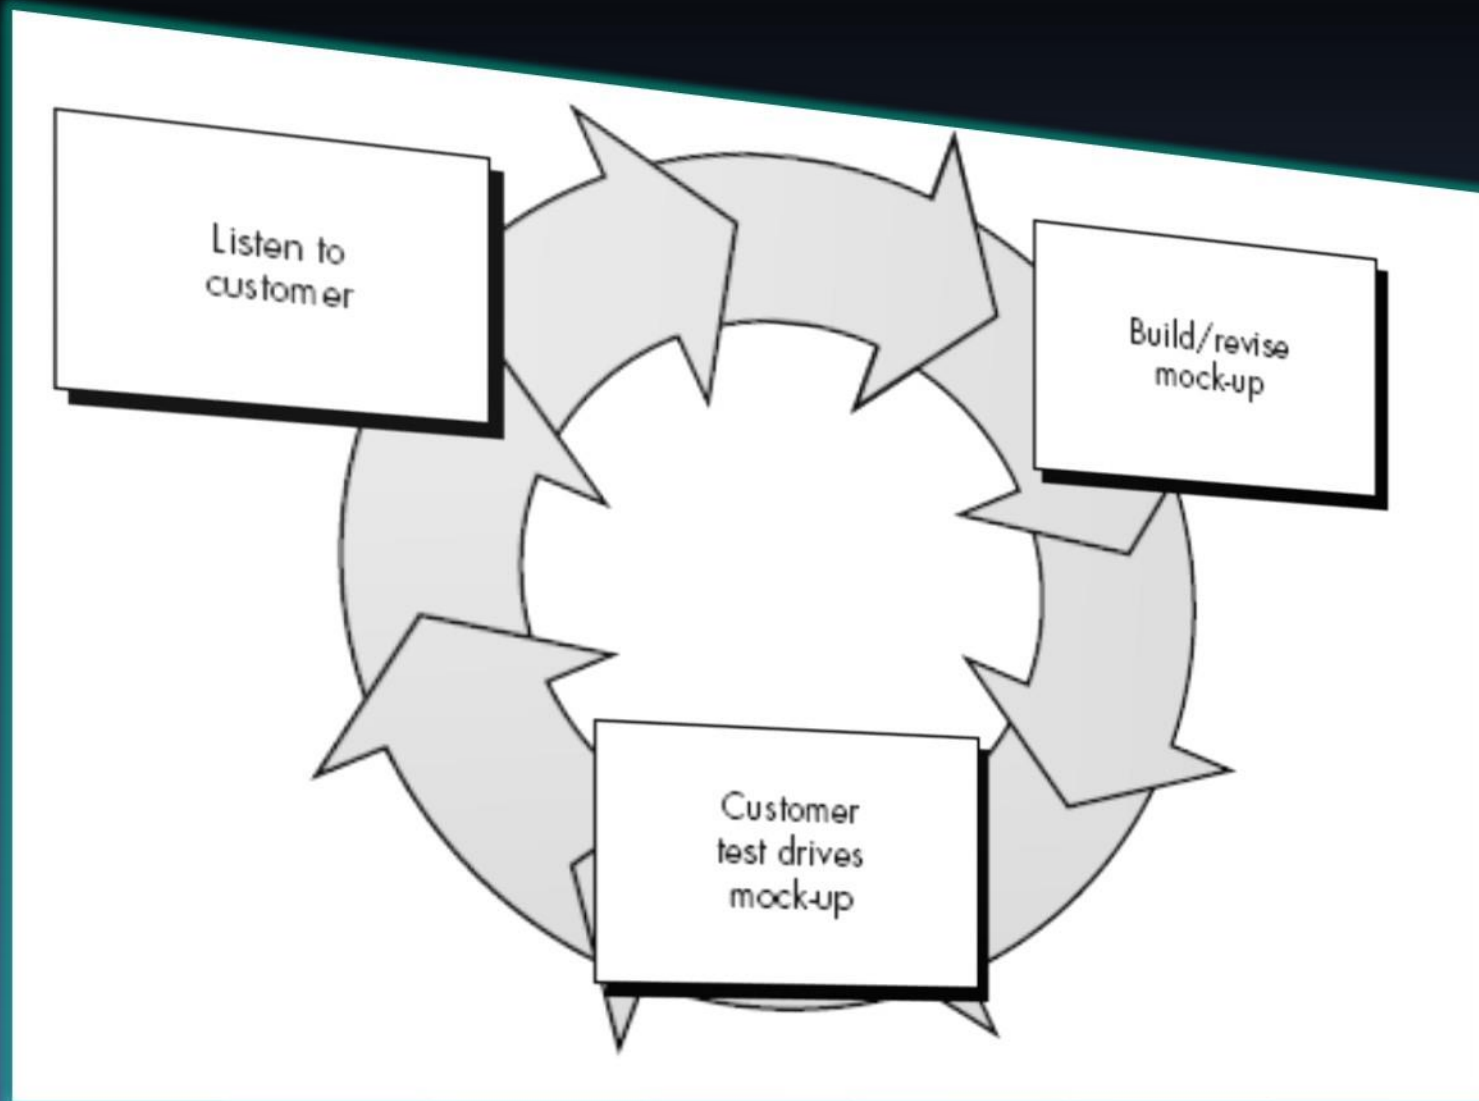 Listen to
customer
Build/revise
mock-up
Customer
test drives
mock-up